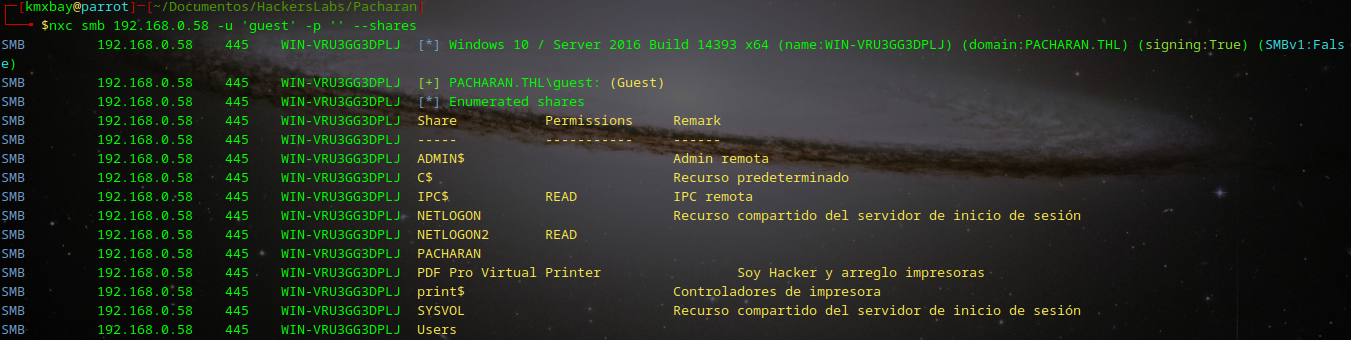 [kmxbay@parrot]-[~/Documentos/HackersLabs/Pacharan]
$nxc smb 192.168.0.58 -u 'guest' -p '' --shares
SMB 192.168.0.58 445 WIN-VRU3GG3DPLJ [*] Windows 10 / Server 2016 Build 14393 x64 (name:WIN-VRU3GG3DPLJ) (domain:PACHARAN.THL) (signing:True) (SMBv1:Fals
e)
SMB 192.168.0.58 445 WIN-VRU3GG3DPLJ [+] PACHARAN.THL\guest: (Guest)
SMB 192.168.0.58 445 WIN-VRU3GG3DPLJ [*] Enumerated shares
SMB 192.168.0.58 445 WIN-VRU3GG3DPLJ Share Permissions Remark
SMB 192.168.0.58 445 WIN-VRU3GG3DPLJ ----- ----------- ------
SMB 192.168.0.58 445 WIN-VRU3GG3DPLJ ADMIN$ Admin remota
SMB 192.168.0.58 445 WIN-VRU3GG3DPLJ C$ Recurso predeterminado
SMB 192.168.0.58 445 WIN-VRU3GG3DPLJ IPC$ READ IPC remota
SMB 192.168.0.58 445 WIN-VRU3GG3DPLJ NETLOGON Recurso compartido del servidor de inicio de sesión
SMB 192.168.0.58 445 WIN-VRU3GG3DPLJ NETLOGON2 READ
SMB 192.168.0.58 445 WIN-VRU3GG3DPLJ PACHARAN
SMB 192.168.0.58 445 WIN-VRU3GG3DPLJ PDF Pro Virtual Printer Soy Hacker y arreglo impresoras
SMB 192.168.0.58 445 WIN-VRU3GG3DPLJ print$ Controladores de impresora
SMB 192.168.0.58 445 WIN-VRU3GG3DPLJ SYSVOL Recurso compartido del servidor de inicio de sesión
SMB 192.168.0.58 445 WIN-VRU3GG3DPLJ Users